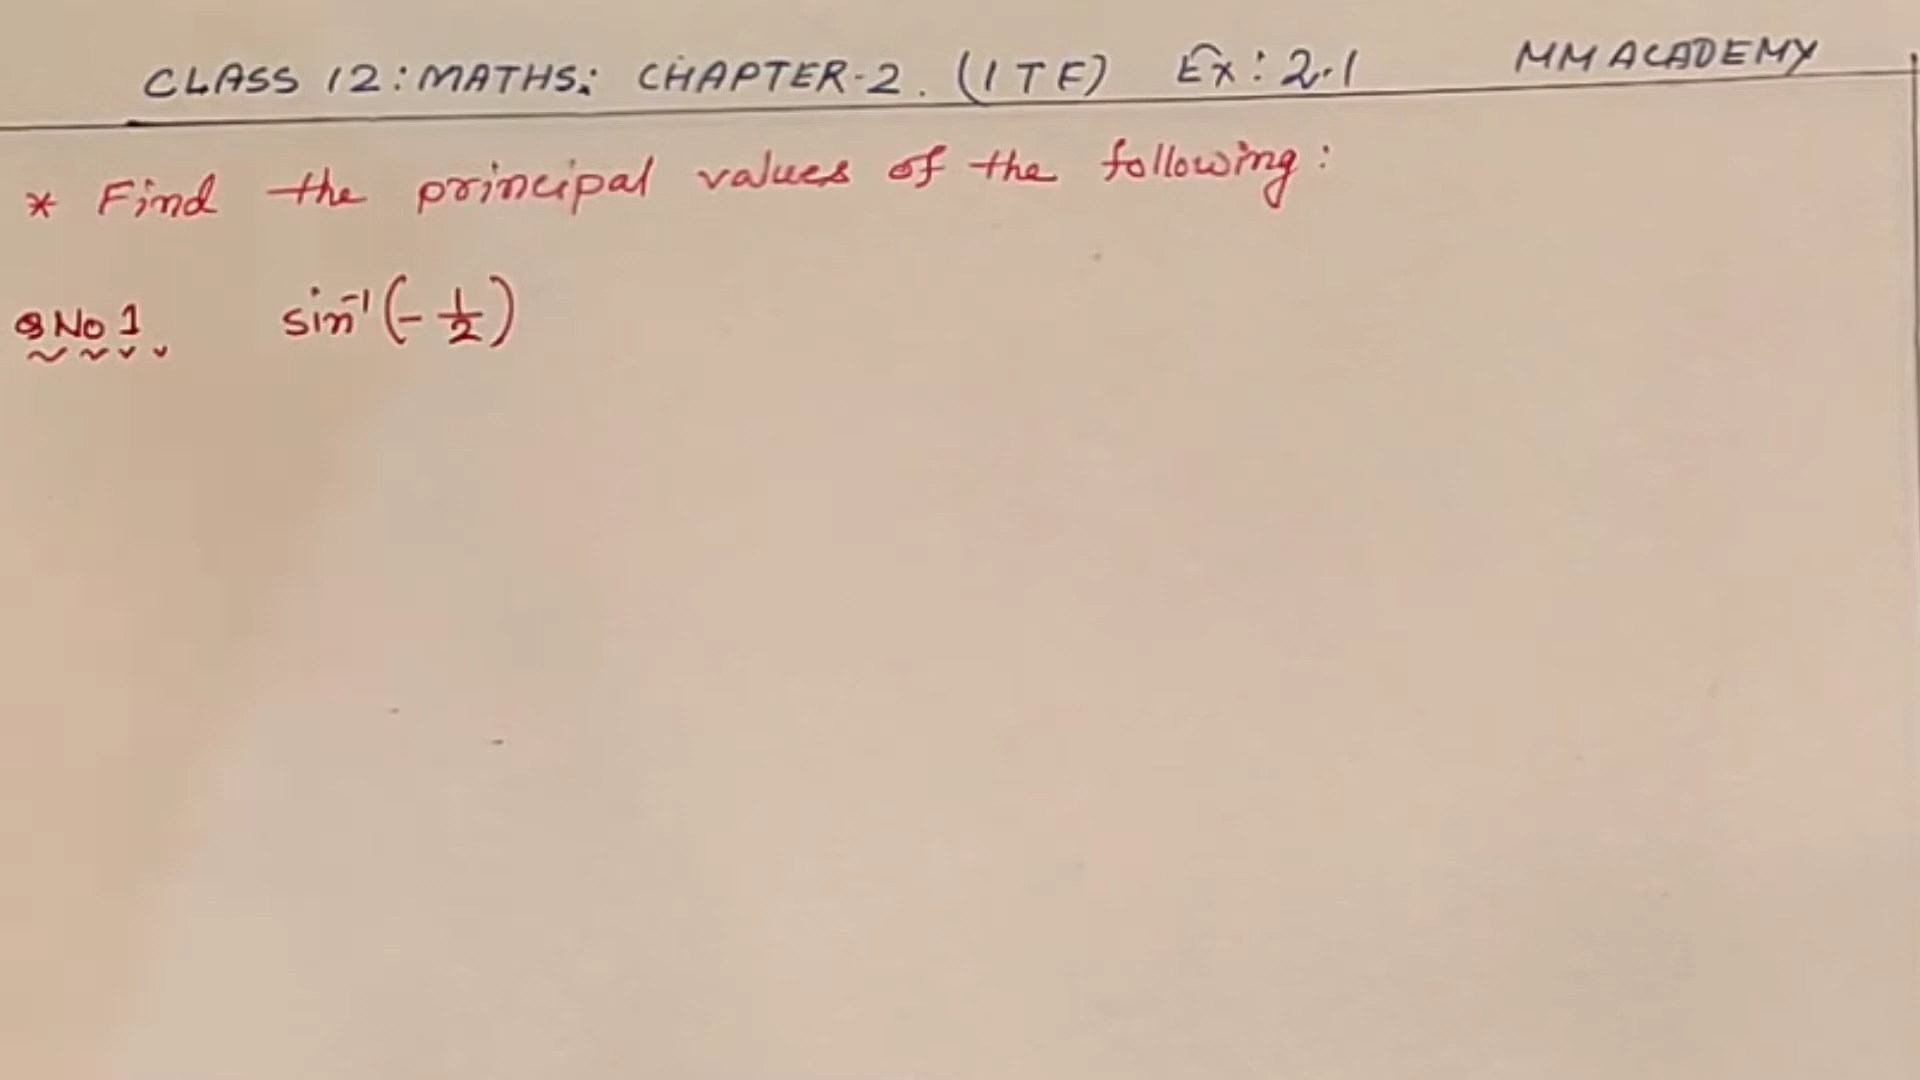 CLASS 12: MATHS: CHAPTER-2. (ITF) Ex: 2.1 MM ACADEMY
* Find the principal values of the following:
QNo 1. sin⁻¹(-1/2)